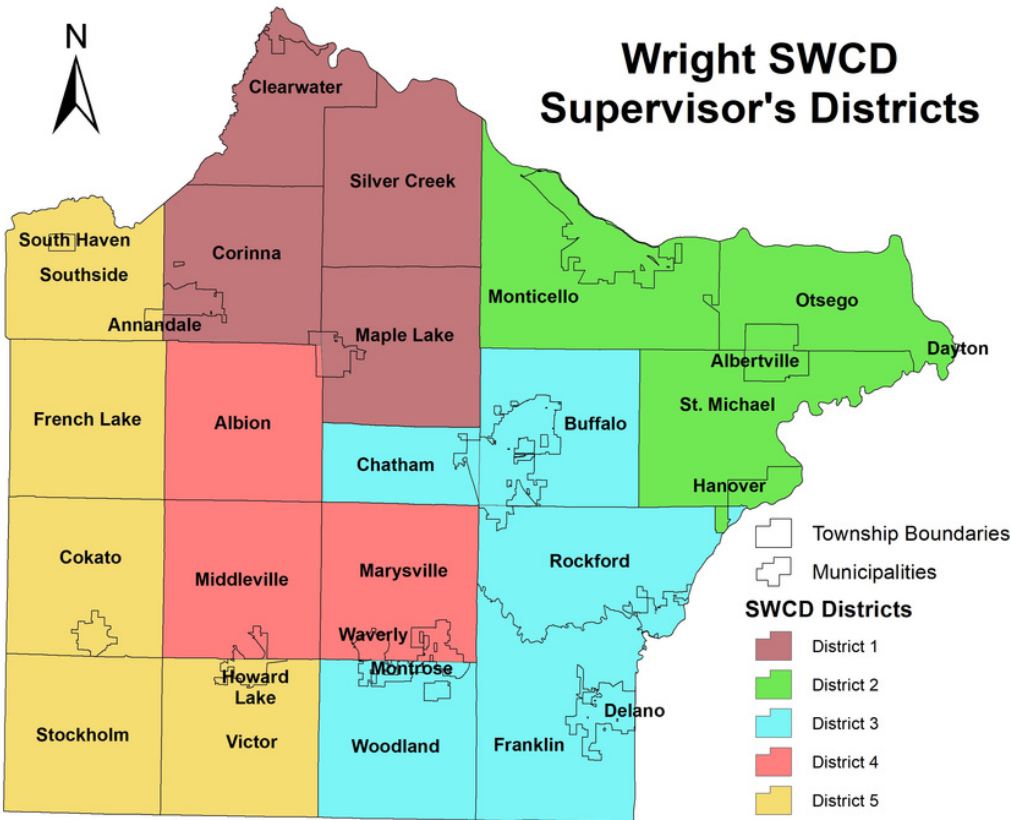 N
Wright SWCD
Supervisor's Districts
Clearwater
Silver Creek
South Haven
Corinna
Southside
Monticello
Otsego
Annandale
Maple Lake
Dayton
Albertville
St. Michael
French Lake
Albion
Buffalo
Chatham
Hanover
Township Boundaries
Cokato
Rockford
Middleville
Marysville
Municipalities
SWCD Districts
Waverly
District 1
Montrose
Howard
Lake
District 2
Delano
District 3
Stockholm
Victor
Woodland
Franklin
District 4
District 5